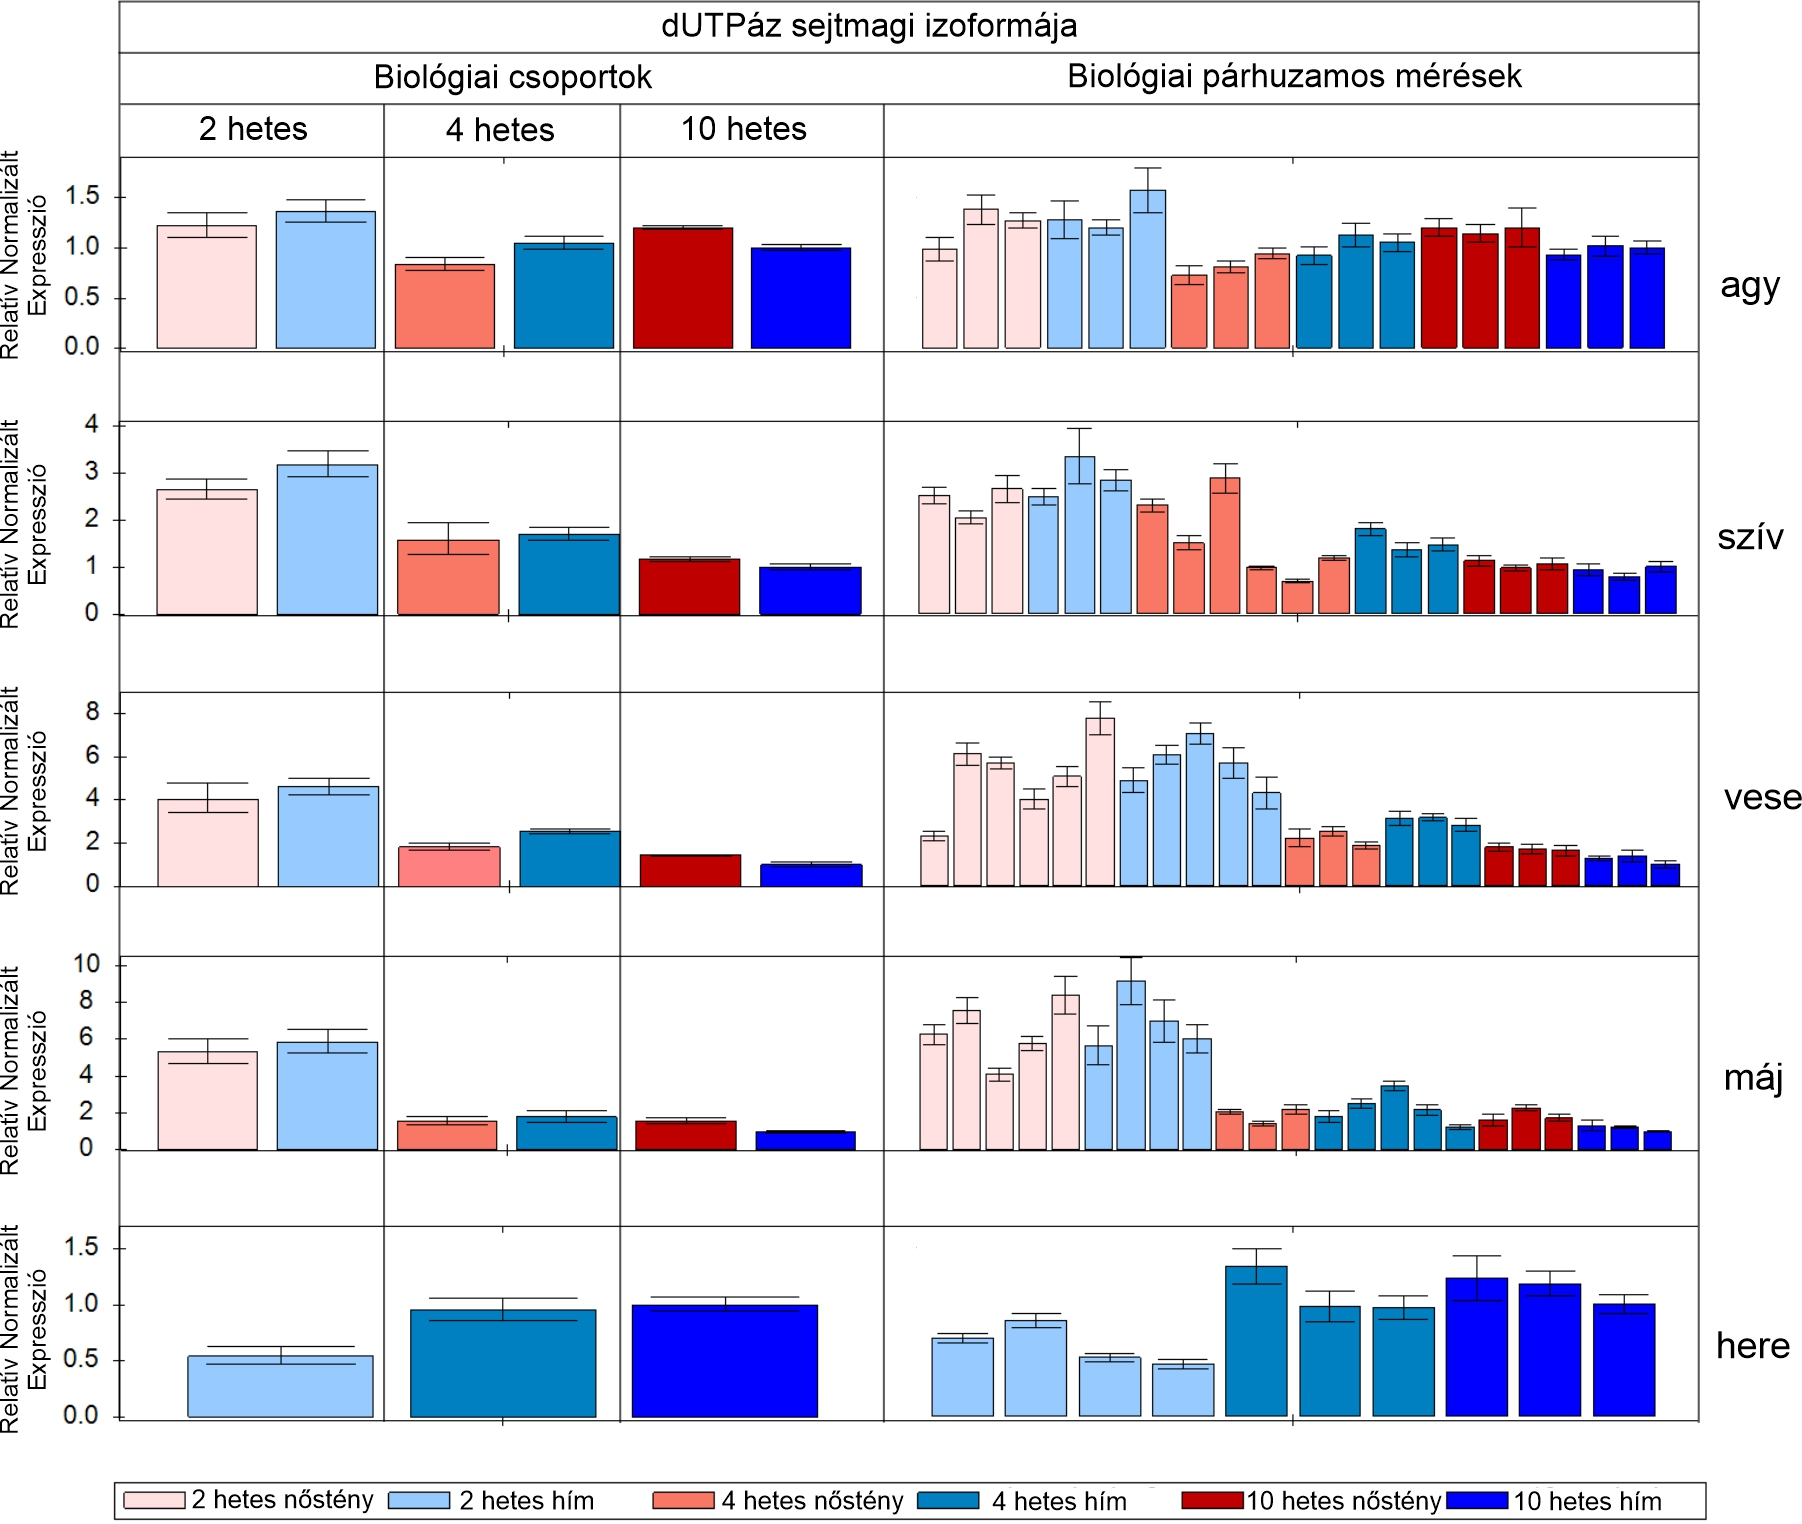 dUTPáz sejtmagi izoformája
Biológiai csoportok
Biológiai párhuzamos mérések
2 hetes
4 hetes
10 hetes
Relatív Normalizált
Expresszió
1.5
1.0
0.5
0.0
agy
Relatív Normalizált
Expresszió
4
3
2
1
0
szív
Relatív Normalizált
Expresszió
8
6
4
2
0
vese
Relatív Normalizált
Expresszió
10
8
6
4
2
0
máj
Relatív Normalizált
Expresszió
1.5
1.0
0.5
0.0
here
2 hetes nőstény
2 hetes hím
4 hetes nőstény
4 hetes hím
10 hetes nőstény
10 hetes hím